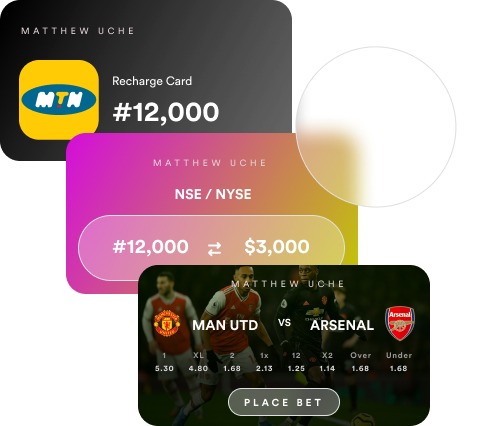 MATTHEW UCHE
MTN
Recharge Card
#12,000
MATTHEW UCHE
NSE / NYSE
#12,000 ⇄ $3,000
MATTHEW UCHE
MAN UTD VS ARSENAL
Arsenal
1 XL 2 1x 12 X2 Over Under
5.30 4.80 1.68 2.13 1.25 1.14 1.68 1.68
PLACE BET